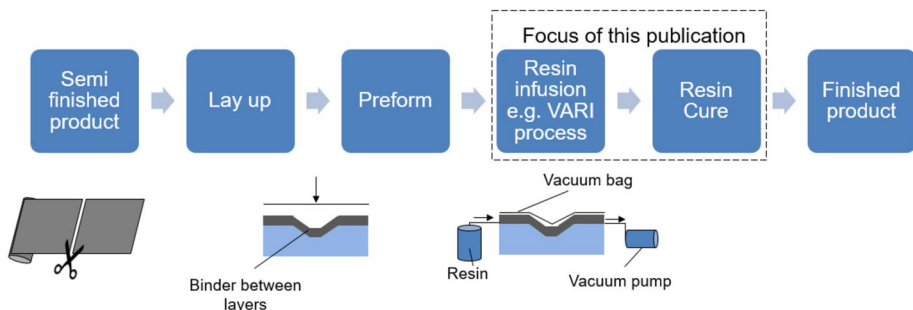 Focus of this publication
Semi
finished
product
Lay up
Preform
Resin
infusion
e.g. VARI
process
Resin
Cure
Finished
product
Binder between
layers
Vacuum bag
Resin
Vacuum pump